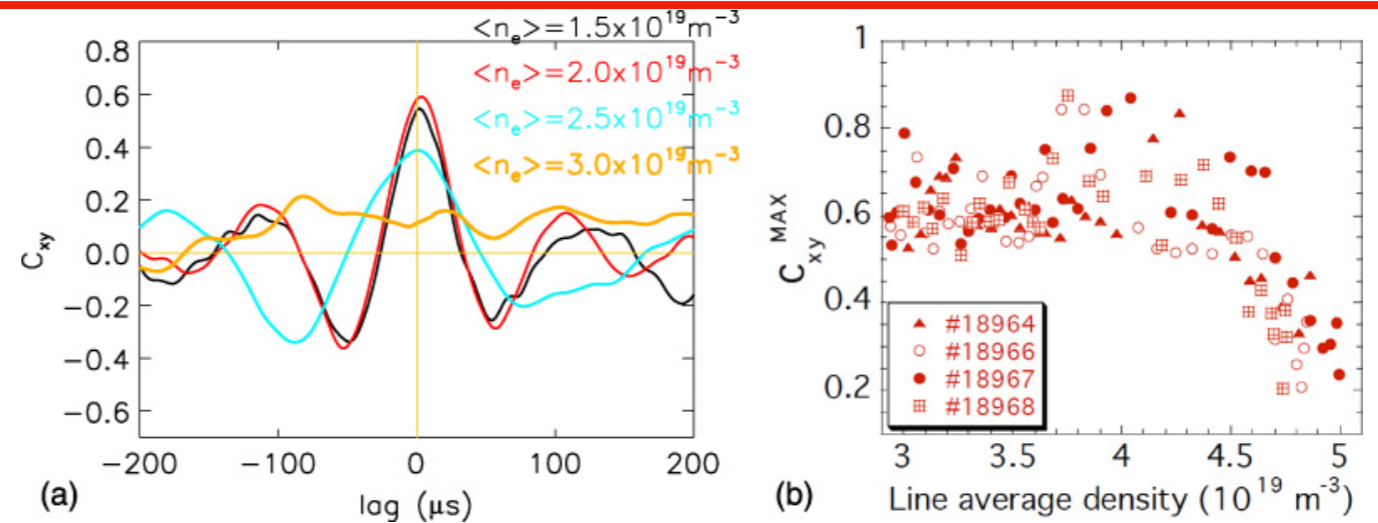 <nₑ>=1.5x10¹⁹m⁻³
<nₑ>=2.0x10¹⁹m⁻³
<nₑ>=2.5x10¹⁹m⁻³
<nₑ>=3.0x10¹⁹m⁻³
0.8
0.6
0.4
0.2
0.0
−0.2
−0.4
−0.6
Cxy
−200 −100 0 100 200
lag (μs)
(a)
1
0.8
0.6
0.4
0.2
CxyMAX
#18964
#18966
#18967
#18968
3 3.5 4 4.5 5
Line average density (10¹⁹ m⁻³)
(b)